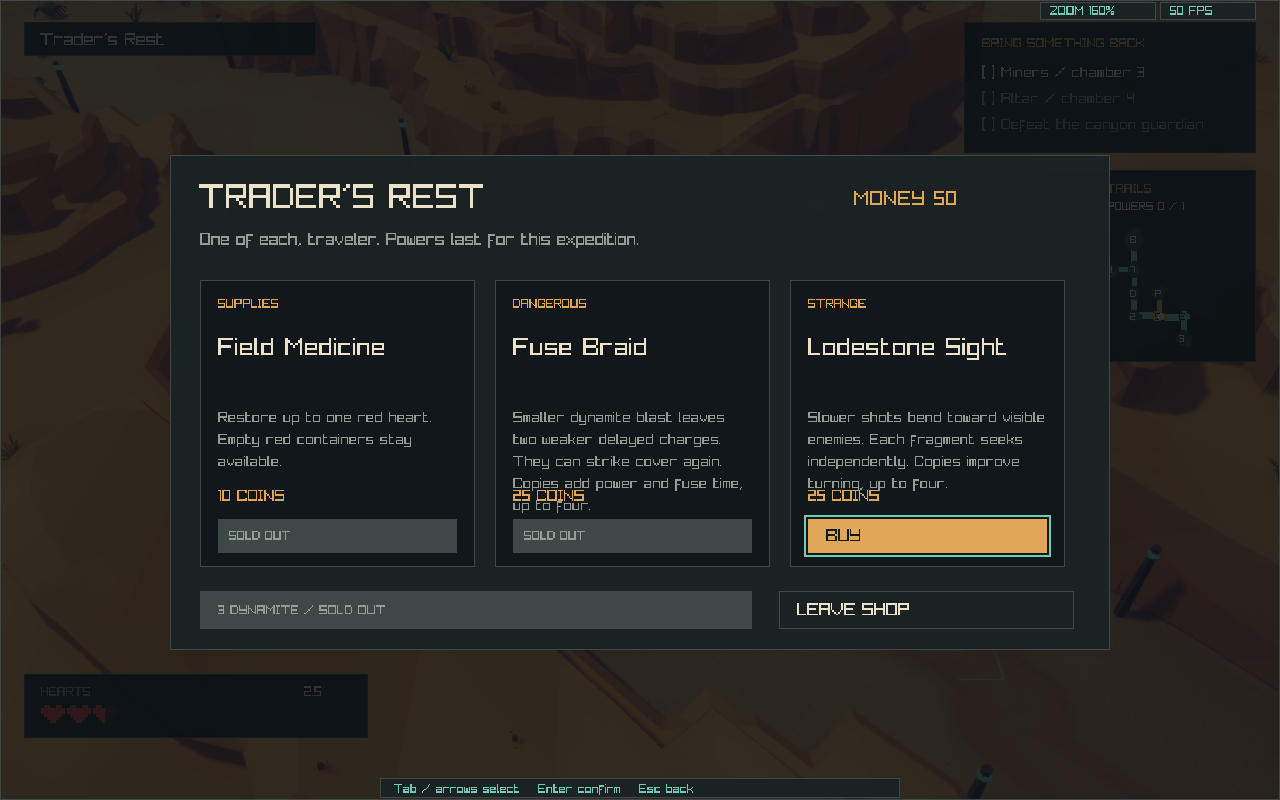 ZOOM 160%
50 FPS
Trader's Rest
BRING SOMETHING BACK
[ ] Miners / chamber 3
[ ] Altar / chamber 4
[ ] Defeat the canyon guardian
TRADER'S REST
MONEY 50
One of each, traveler. Powers last for this expedition.
TRAILS
POWERS 0 / 1
SUPPLIES
Field Medicine
Restore up to one red heart.
Empty red containers stay
available.
10 COINS
SOLD OUT
DANGEROUS
Fuse Braid
Smaller dynamite blast leaves
two weaker delayed charges.
They can strike cover again.
Copies add power and fuse time,
25 COINS
up to four.
SOLD OUT
STRANGE
Lodestone Sight
Slower shots bend toward visible
enemies. Each fragment seeks
independently. Copies improve
turning, up to four.
25 COINS
BUY
3 DYNAMITE / SOLD OUT
LEAVE SHOP
HEARTS
2.5
Tab / arrows select Enter confirm Esc back